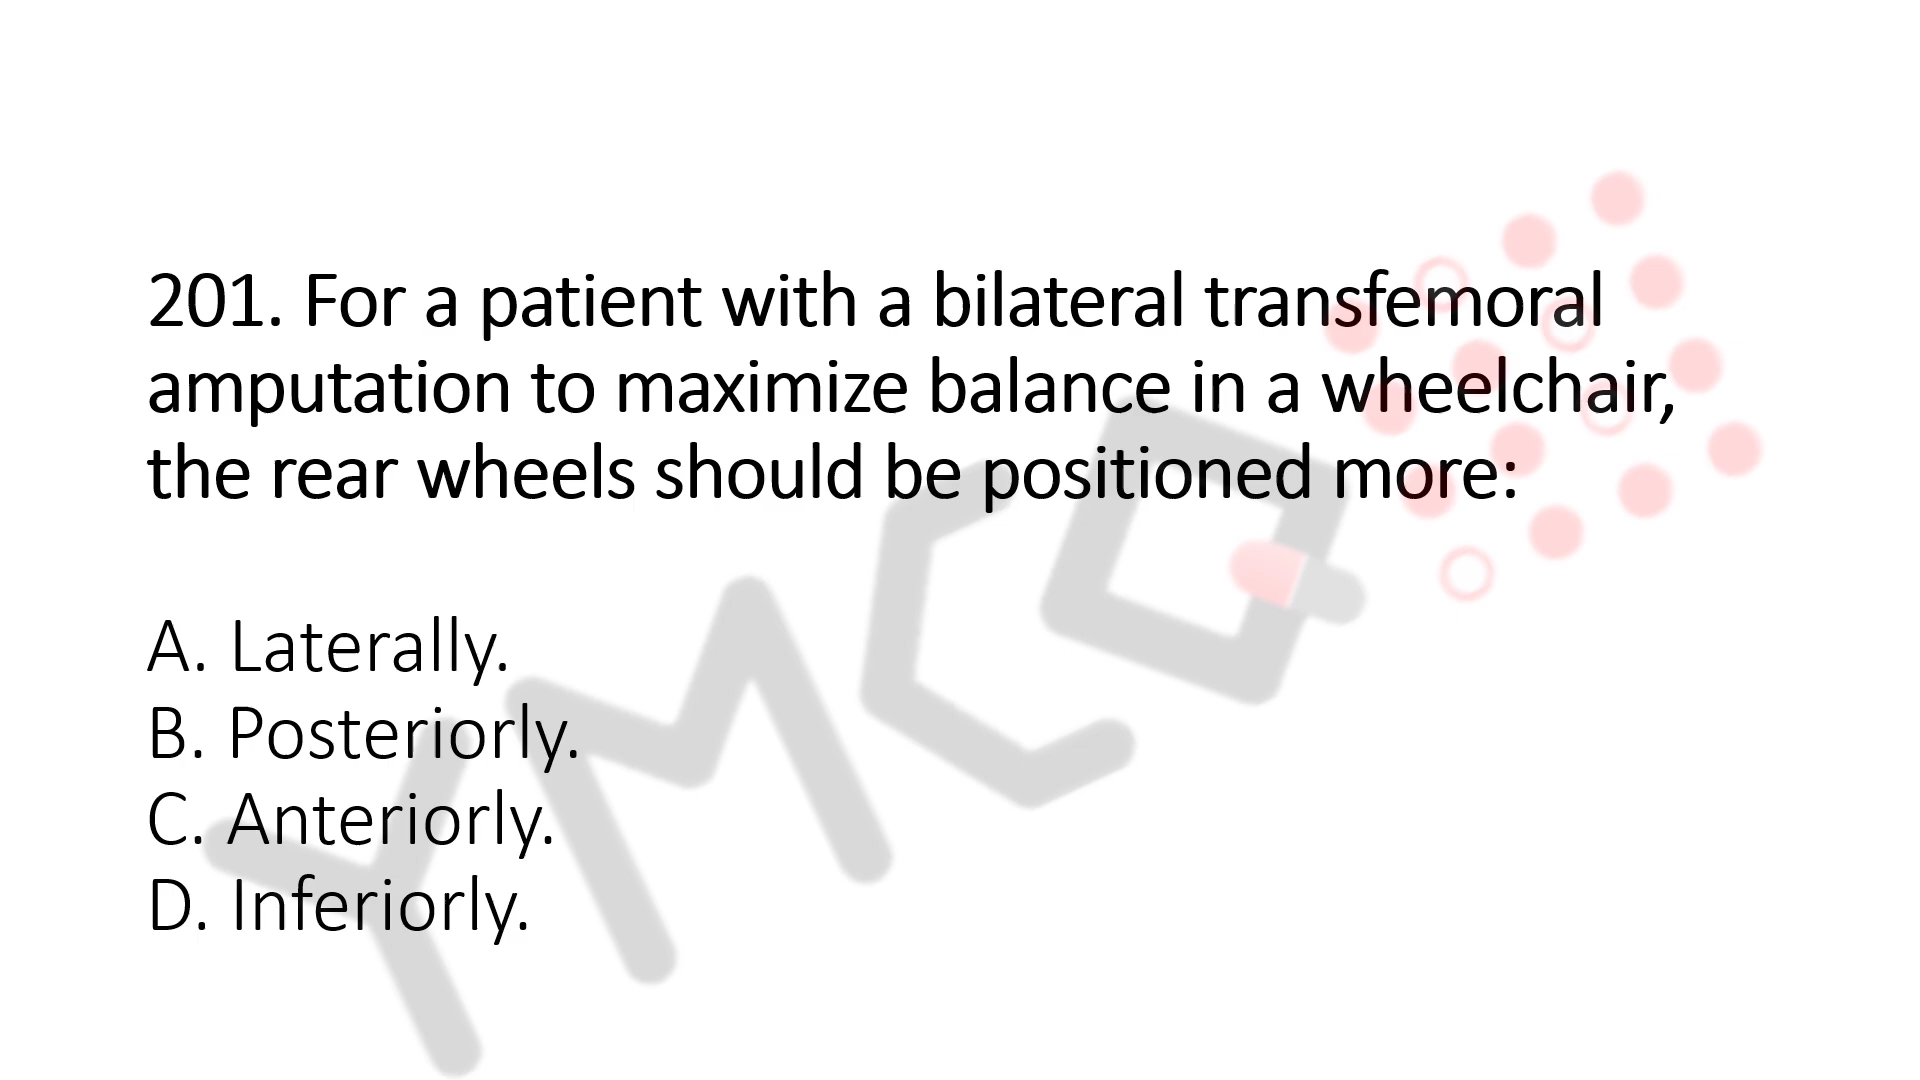 201. For a patient with a bilateral transfemoral
amputation to maximize balance in a wheelchair,
the rear wheels should be positioned more:
A. Laterally.
B. Posteriorly.
C. Anteriorly.
D. Inferiorly.
YMCQ